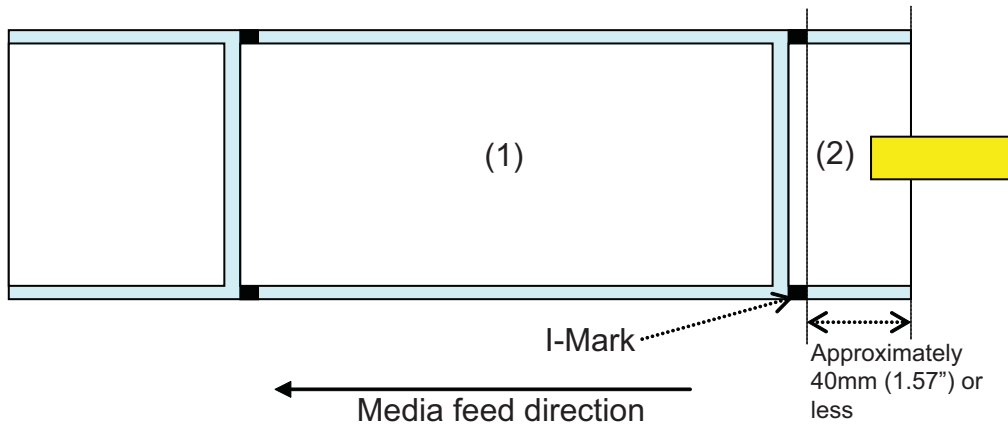 (1)
(2)
I-Mark
Approximately
40mm (1.57”) or
less
Media feed direction